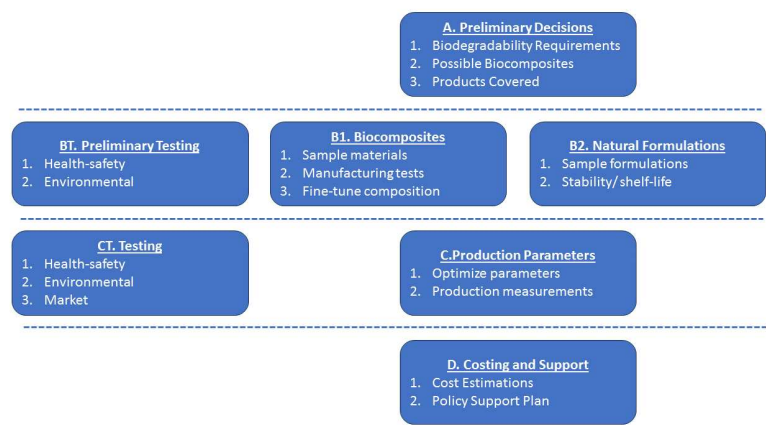 A. Preliminary Decisions
1. Biodegradability Requirements
2. Possible Biocomposites
3. Products Covered
BT. Preliminary Testing
1. Health-safety
2. Environmental
B1. Biocomposites
1. Sample materials
2. Manufacturing tests
3. Fine-tune composition
B2. Natural Formulations
1. Sample formulations
2. Stability/ shelf-life
CT. Testing
1. Health-safety
2. Environmental
3. Market
C.Production Parameters
1. Optimize parameters
2. Production measurements
D. Costing and Support
1. Cost Estimations
2. Policy Support Plan